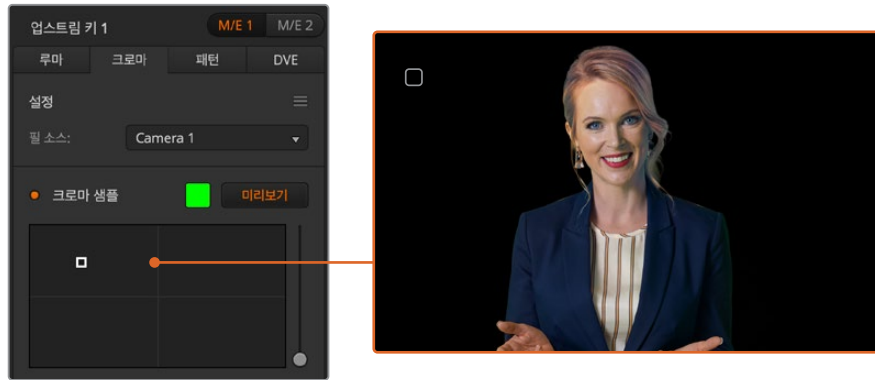 업스트림 키 1 M/E 1 M/E 2
루마 크로마 패턴 DVE
설정
필 소스: Camera 1
크로마 샘플 미리보기